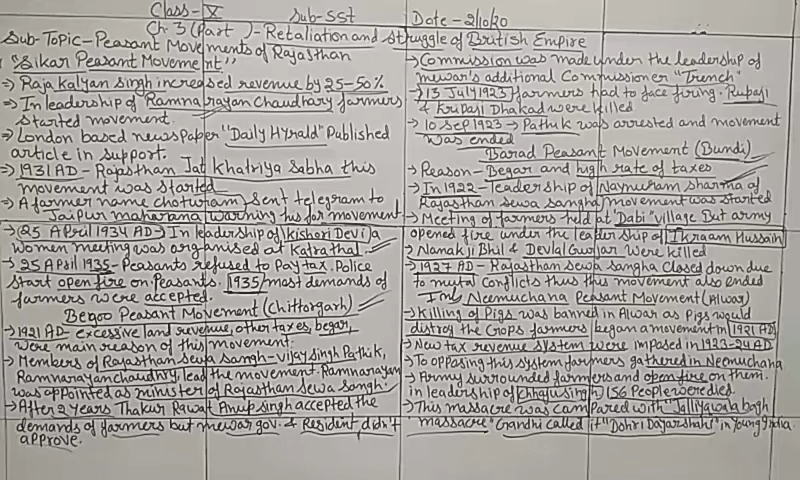 Class-X Sub-SSt Date-2/10/20
Ch.3 (Part )-Retaliation and struggle of British Empire
Sub-Topic-Peasant Movements of Rajasthan
"Sikar Peasant Movement"
→ Raja Kalyan Singh increased revenue by 25-50%
→ In leadership of Ramnarayan Chaudhary farmers
started movement.
→ London based newspaper "Daily Hyrald" Published
article in support.
→ 1931 AD- Rajasthan Jat Khatriya Sabha this
movement was started
→ A farmer name chotu ram sent telegram to
Jaipur maharana warning his for movement
→ (25 April 1934 AD) In leadership of Kishori Devi a
women meeting was organised at Katrathal.
→ 25 April 1935- Peasants refused to Pay tax. Police
start open fire on Peasants. 1935 most demands of
farmers were accepted.
Begoo Peasant Movement (Chittorgarh)
→ 1921 AD- excessive land revenue, other taxes, begar,
were main reason of this movement.
→ Members of Rajasthan sewa sangh-vijay singh Pathik,
Ramnarayan chaudhry, lead the movement. Ramnarayan
was appointed as minister of Rajasthan Sewa Sangh.
→ After 2 years Thakur Rawat Anup singh accepted the
demands of farmers but mewar gov. & Resident didn't
approve.
→ Commission was made under the leadership of
mewar's additional Commissioner "Trench"
→ 13 July 1923 farmers had to face firing. Rupaji
& Kripaji Dhakad were killed
→ 10 Sep 1923 → Pathik was arrested and movement
was ended
Barad Peasant Movement (Bundi)
→ Reason- Begar and high rate of taxes
→ In 1922-leadership of Naynuram sharma of
Rajasthan sewa sangha movement was started
→ Meeting of farmers held at "Dabi" village But army
opened fire under the leadership of Ikraam Hussain
→ Nanak ji Bhil & Devlal Gurjar were killed
→ 1927 AD- Rajasthan sewa sangha closed down due
to mutal conflicts thus this movement also ended
Neemuchana Peasant Movement (Alwar)
→ Killing of Pigs was banned in Alwar as Pigs would
distroy the crops farmers began a movement in 1921 AD
→ New tax revenue system were impased in 1923-24 AD
→ To opposing this system farmers gathered in Neemuchana
→ Army surrounded farmers and open fire on them.
in leadership of chhaju singh 156 People were died.
→ This massacre was campared with "Jalliyawala bagh
massacre" Gandhi called it "Dohri Dayarshahi" in Young India